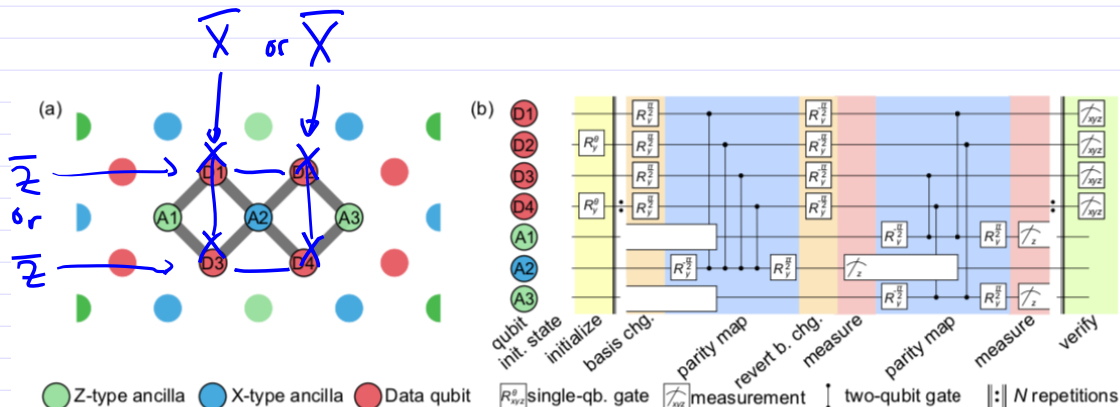 X̄ or X̄
(a)
Z̄
or
Z̄
D1
D2
A1
A2
A3
D3
D4
Z-type ancilla
X-type ancilla
Data qubit
(b)
D1
D2
D3
D4
A1
A2
A3
qubit
init. state
initialize
basis chg.
parity map
revert b. chg.
measure
parity map
measure
verify
R^θ_xyz single-qb. gate
xyz measurement
two-qubit gate
N repetitions